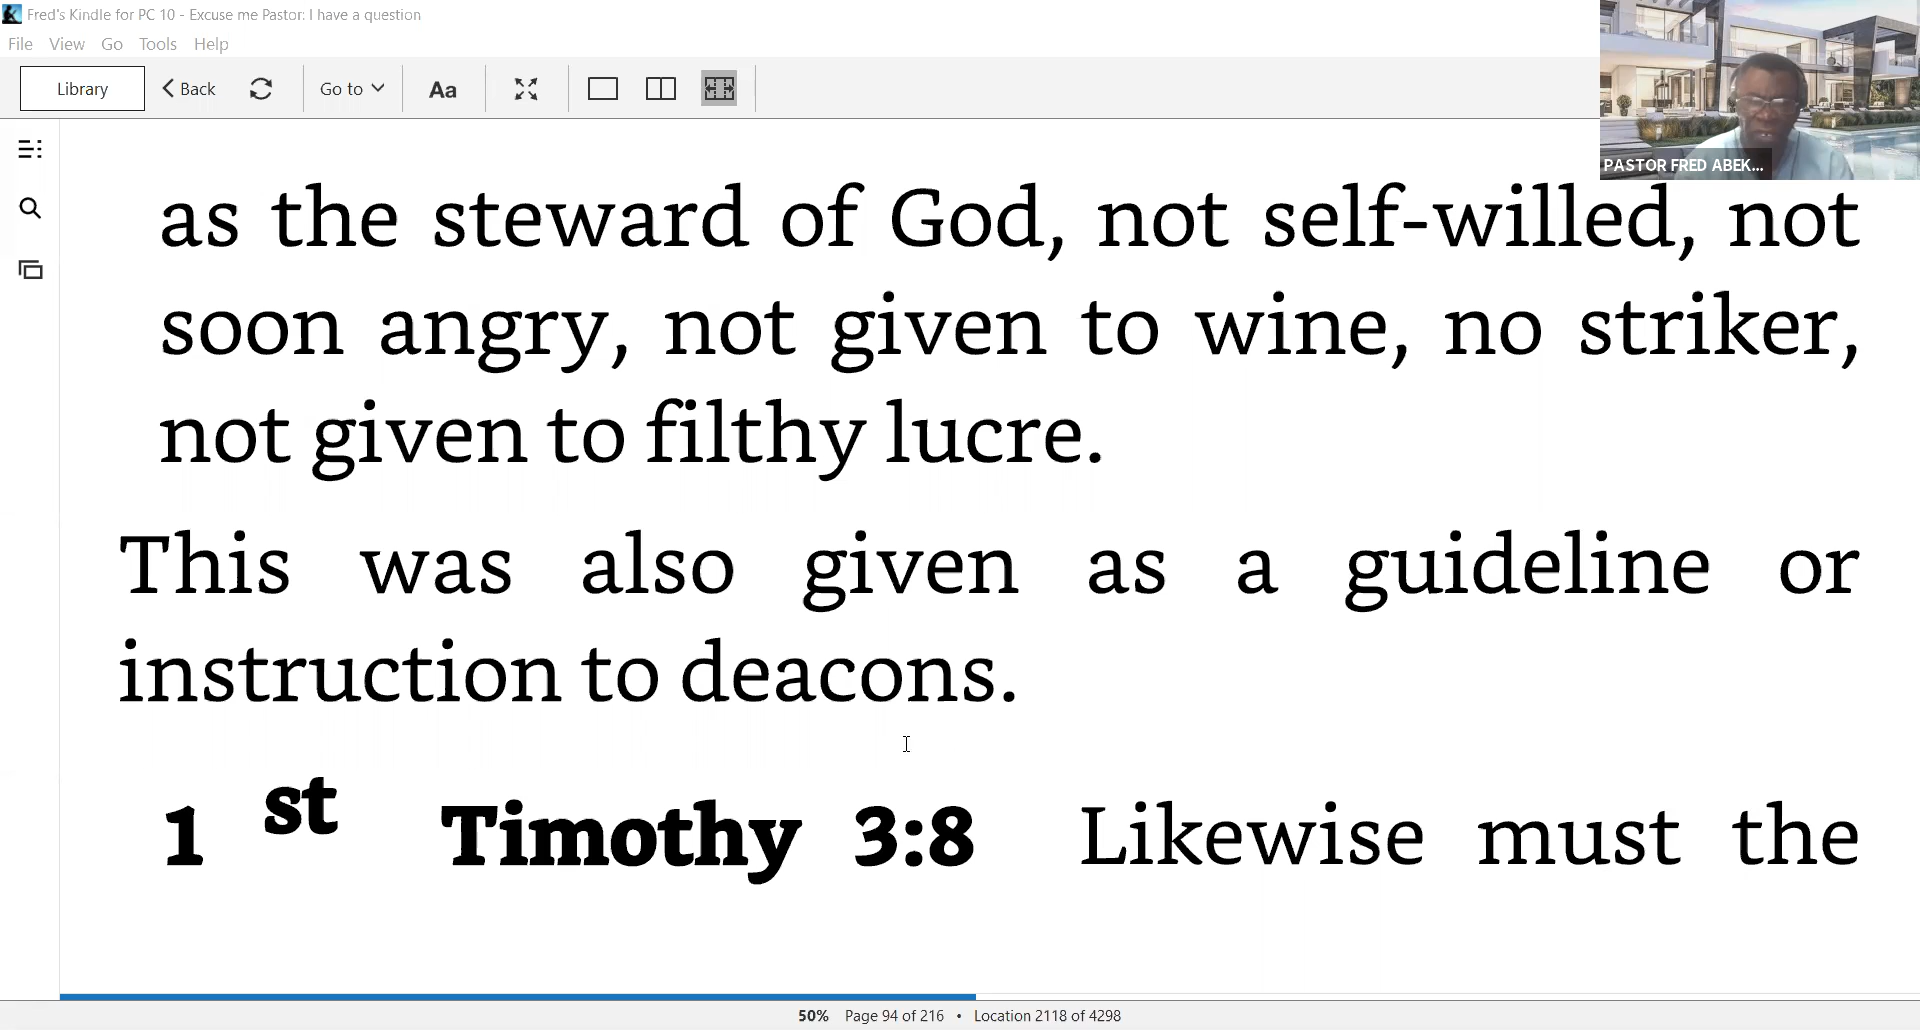 Fred's Kindle for PC 10 - Excuse me Pastor: I have a question
File View Go Tools Help
Library Back Go to Aa
PASTOR FRED ABEK...
as the steward of God, not self-willed, not
soon angry, not given to wine, no striker,
not given to filthy lucre.
This was also given as a guideline or
instruction to deacons.
1 st Timothy 3:8 Likewise must the
50% Page 94 of 216 • Location 2118 of 4298